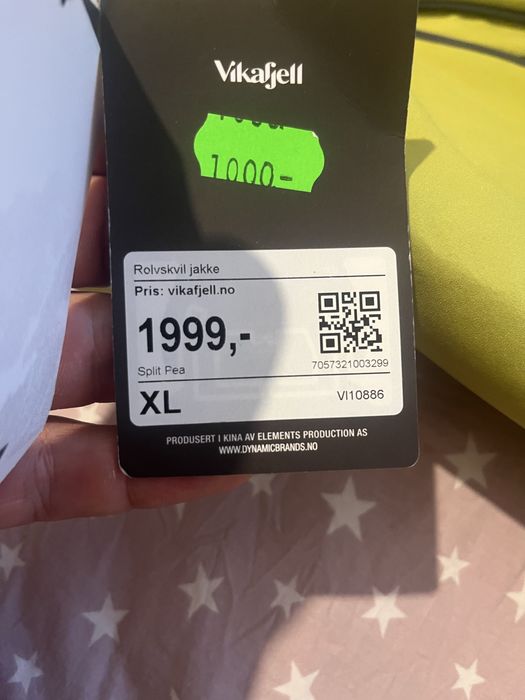 Vikafjell
1000,-
Rolvskvil jakke
Pris: vikafjell.no
1999,-
7057321003299
Split Pea
XL
VI10886
PRODUSERT I KINA AV ELEMENTS PRODUCTION AS
WWW.DYNAMICBRANDS.NO